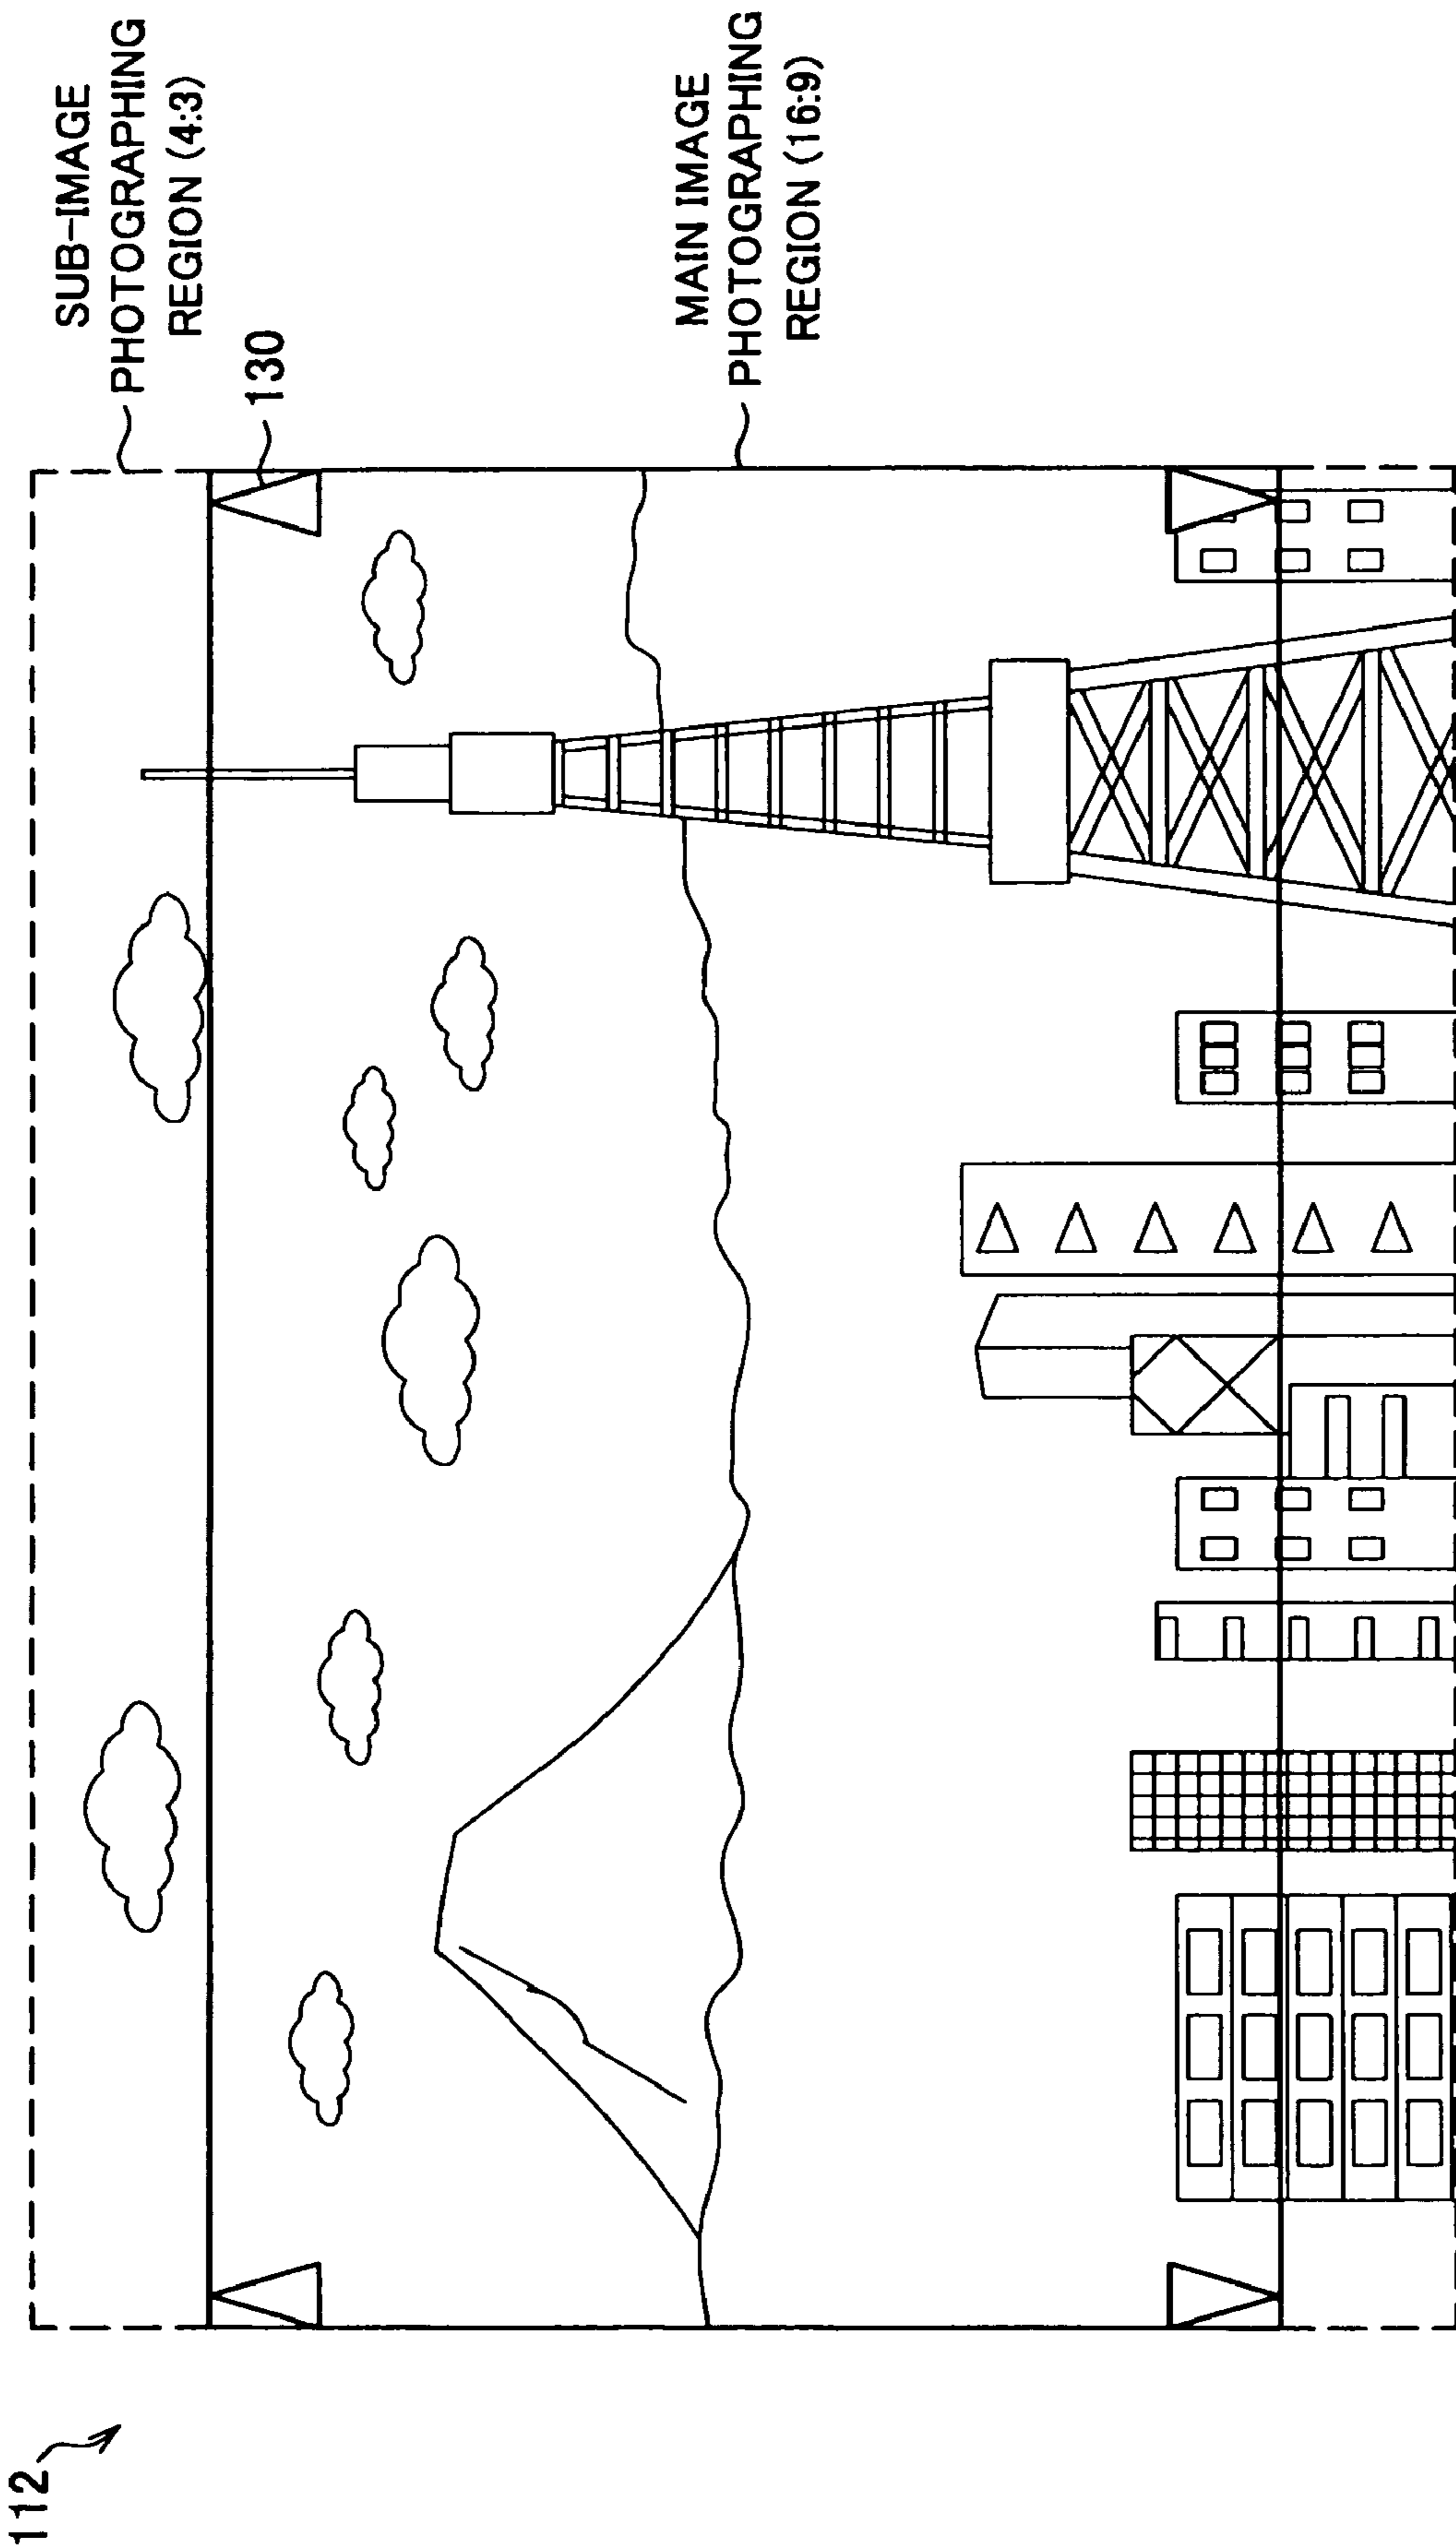 112
SUB-IMAGE
PHOTOGRAPHING
REGION (4:3)
130
MAIN IMAGE
PHOTOGRAPHING
REGION (16:9)